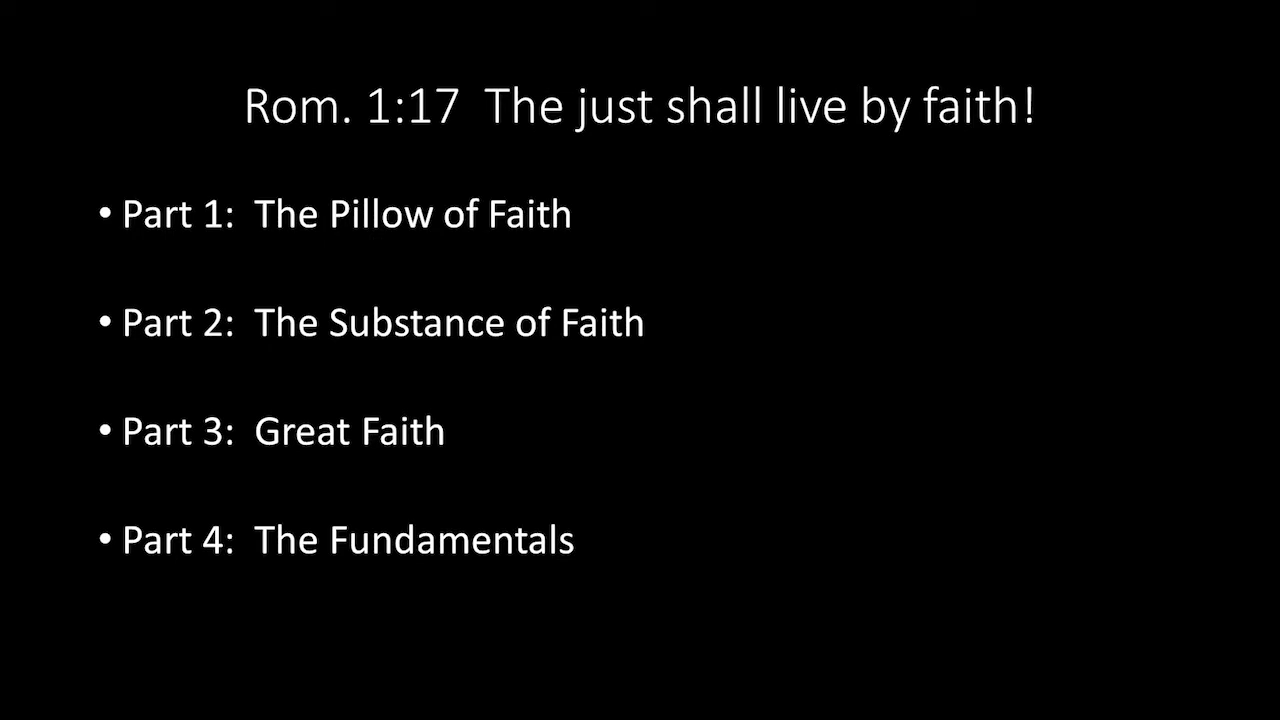 Rom. 1:17  The just shall live by faith!
• Part 1:  The Pillow of Faith
• Part 2:  The Substance of Faith
• Part 3:  Great Faith
• Part 4:  The Fundamentals